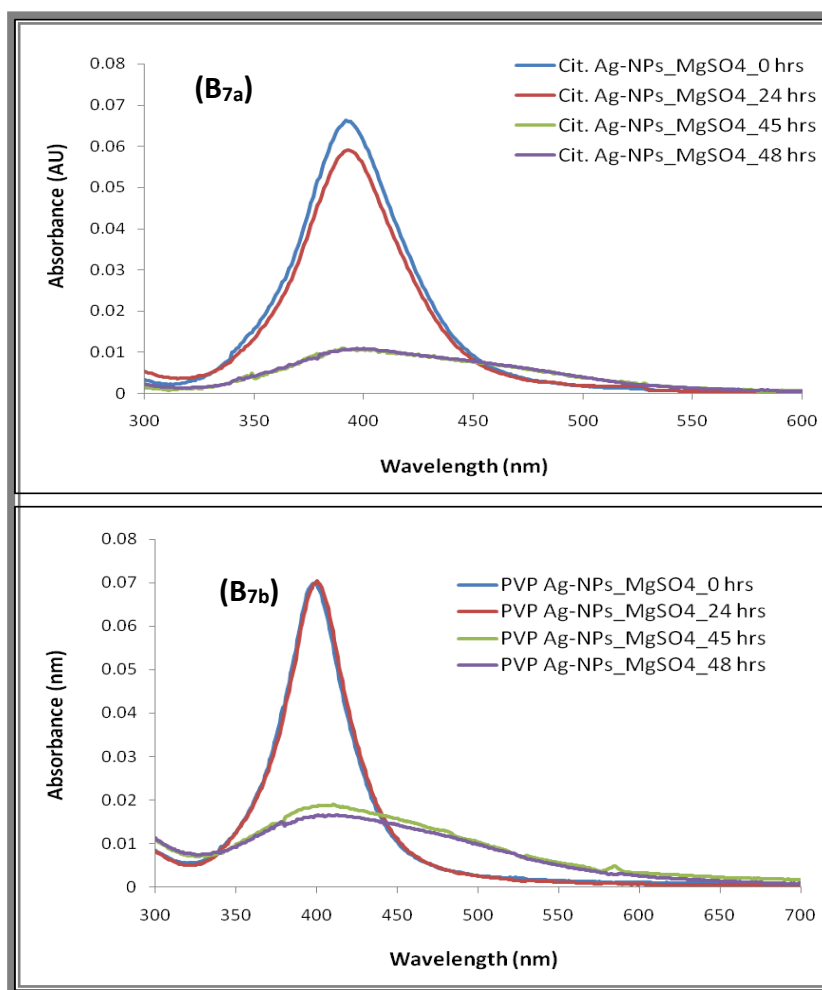 (B7a)
Cit. Ag-NPs_MgSO4_0 hrs
Cit. Ag-NPs_MgSO4_24 hrs
Cit. Ag-NPs_MgSO4_45 hrs
Cit. Ag-NPs_MgSO4_48 hrs
Absorbance (AU)
0.08
0.07
0.06
0.05
0.04
0.03
0.02
0.01
0
300 350 400 450 500 550 600
Wavelength (nm)
(B7b)
PVP Ag-NPs_MgSO4_0 hrs
PVP Ag-NPs_MgSO4_24 hrs
PVP Ag-NPs_MgSO4_45 hrs
PVP Ag-NPs_MgSO4_48 hrs
Absorbance (nm)
0.08
0.07
0.06
0.05
0.04
0.03
0.02
0.01
0
300 350 400 450 500 550 600 650 700
Wavelength (nm)